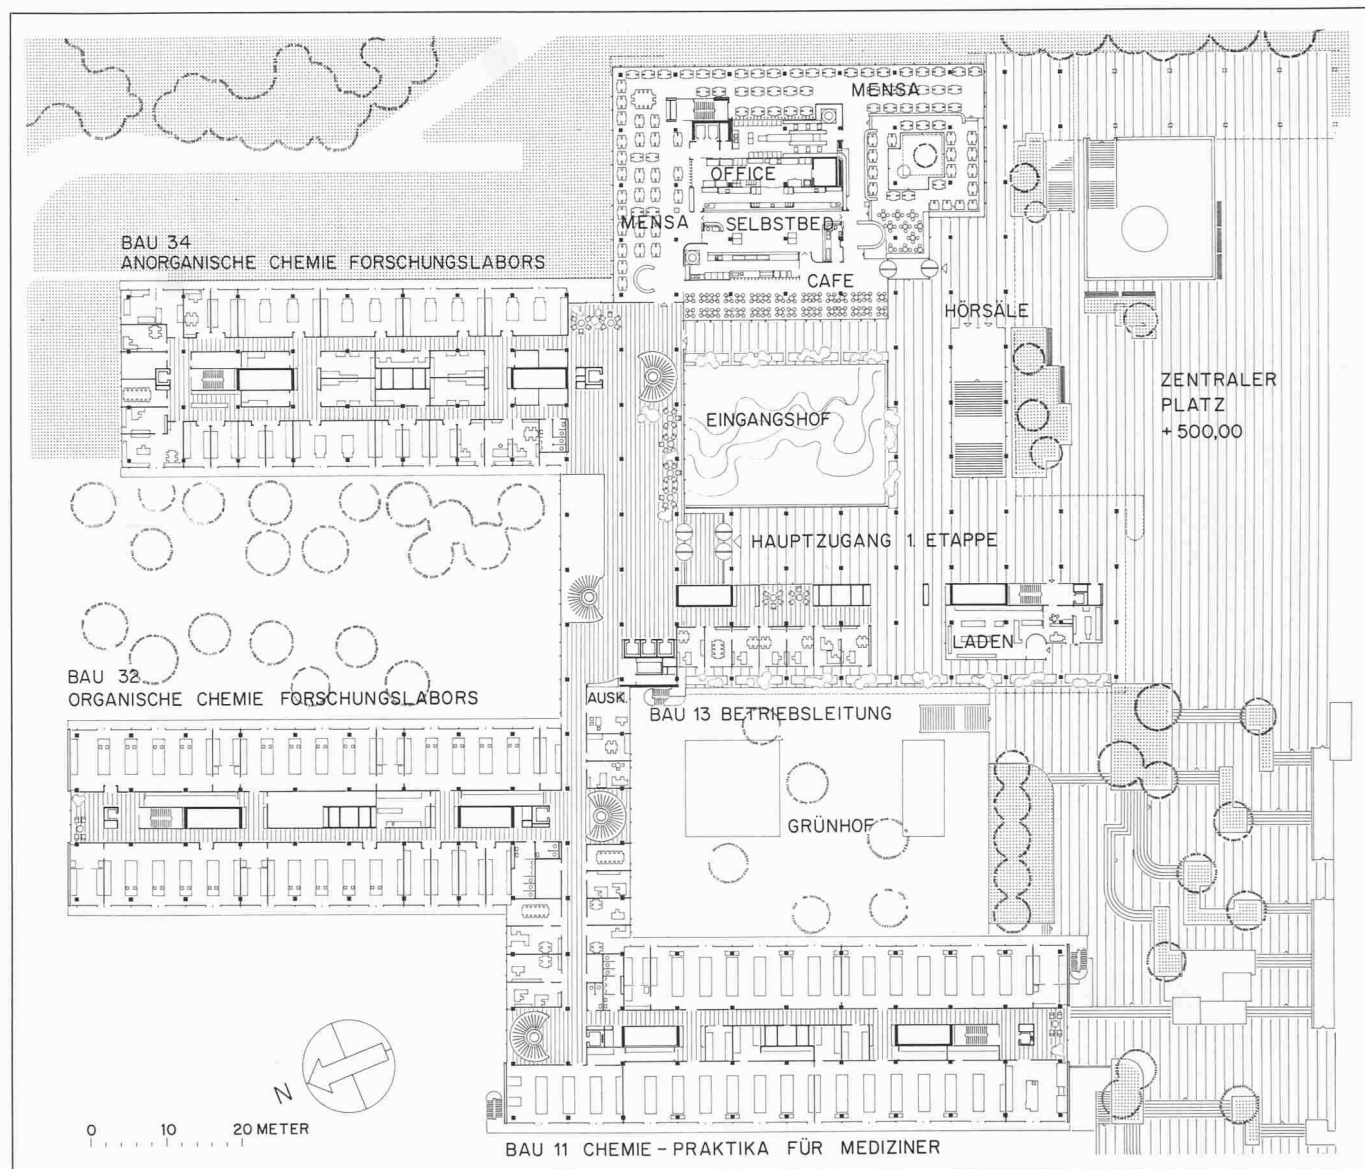 MENSA
OFFICE
MENSA
SELBSTBED.
BAU 34
ANORGANISCHE CHEMIE FORSCHUNGSLABORS
CAFE
HÖRSÄLE
ZENTRALER
PLATZ
+ 500,00
EINGANGSHOF
HAUPTZUGANG 1. ETAPPE
LADEN
BAU 32
ORGANISCHE CHEMIE FORSCHUNGSLABORS
AUSK.
BAU 13 BETRIEBSLEITUNG
GRÜNHOF
N
0 10 20 METER
BAU 11 CHEMIE – PRAKTIKA FÜR MEDIZINER